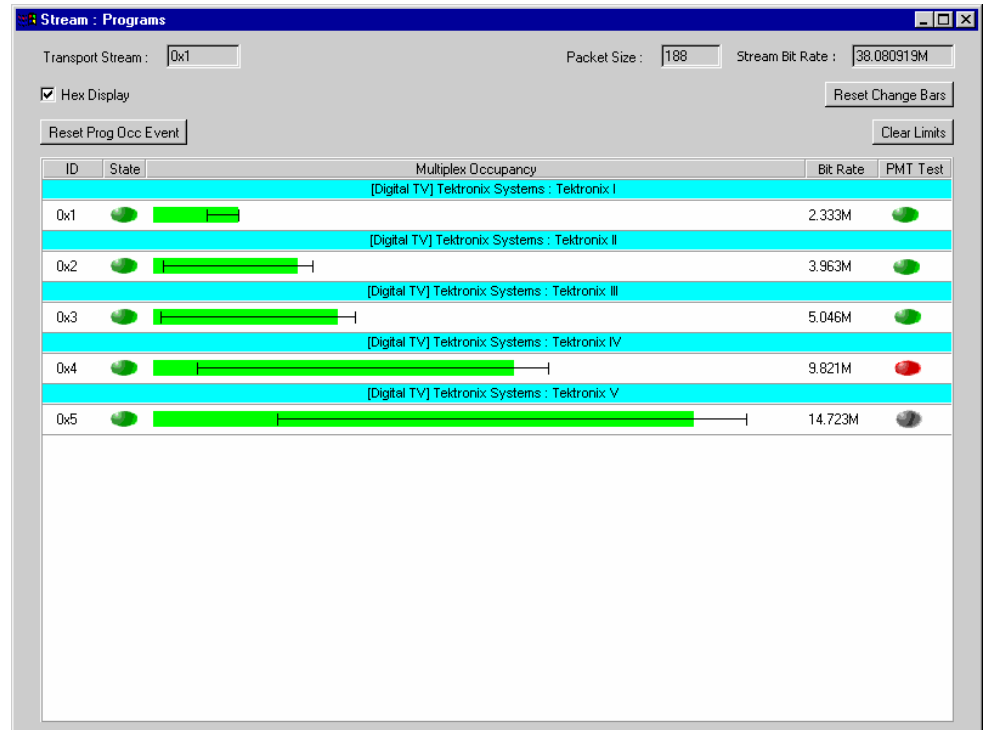 Stream : Programs
Transport Stream : 0x1 Packet Size : 188 Stream Bit Rate : 38.080919M
Hex Display Reset Change Bars
Reset Prog Occ Event Clear Limits
ID State Multiplex Occupancy Bit Rate PMT Test
[Digital TV] Tektronix Systems : Tektronix I
0x1 2.333M
[Digital TV] Tektronix Systems : Tektronix II
0x2 3.963M
[Digital TV] Tektronix Systems : Tektronix III
0x3 5.046M
[Digital TV] Tektronix Systems : Tektronix IV
0x4 9.821M
[Digital TV] Tektronix Systems : Tektronix V
0x5 14.723M